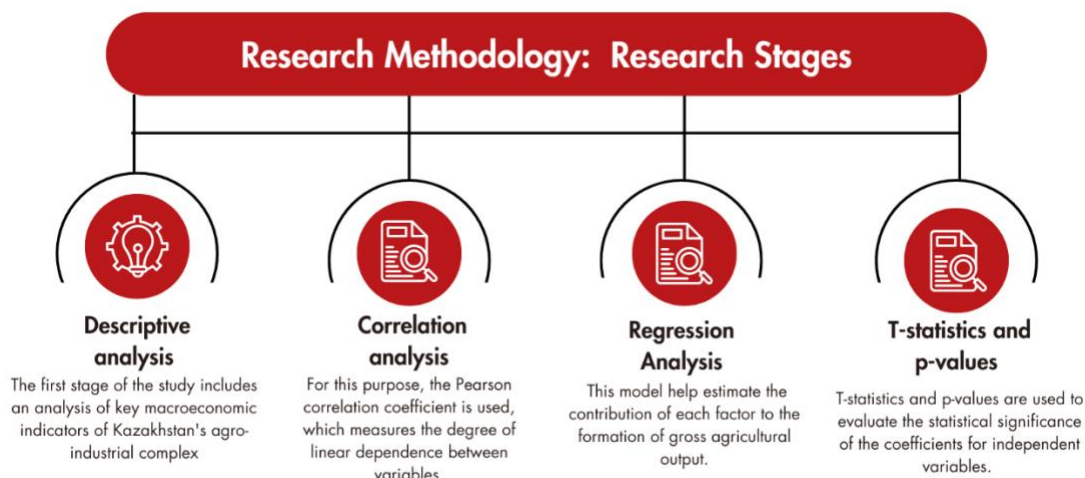 Research Methodology: Research Stages
Descriptive
analysis
The first stage of the study includes
an analysis of key macroeconomic
indicators of Kazakhstan's agro-
industrial complex
Correlation
analysis
For this purpose, the Pearson
correlation coefficient is used,
which measures the degree of
linear dependence between
variables
Regression
Analysis
This model help estimate the
contribution of each factor to the
formation of gross agricultural
output.
T-statistics and
p-values
T-statistics and p-values are used to
evaluate the statistical significance
of the coefficients for independent
variables.